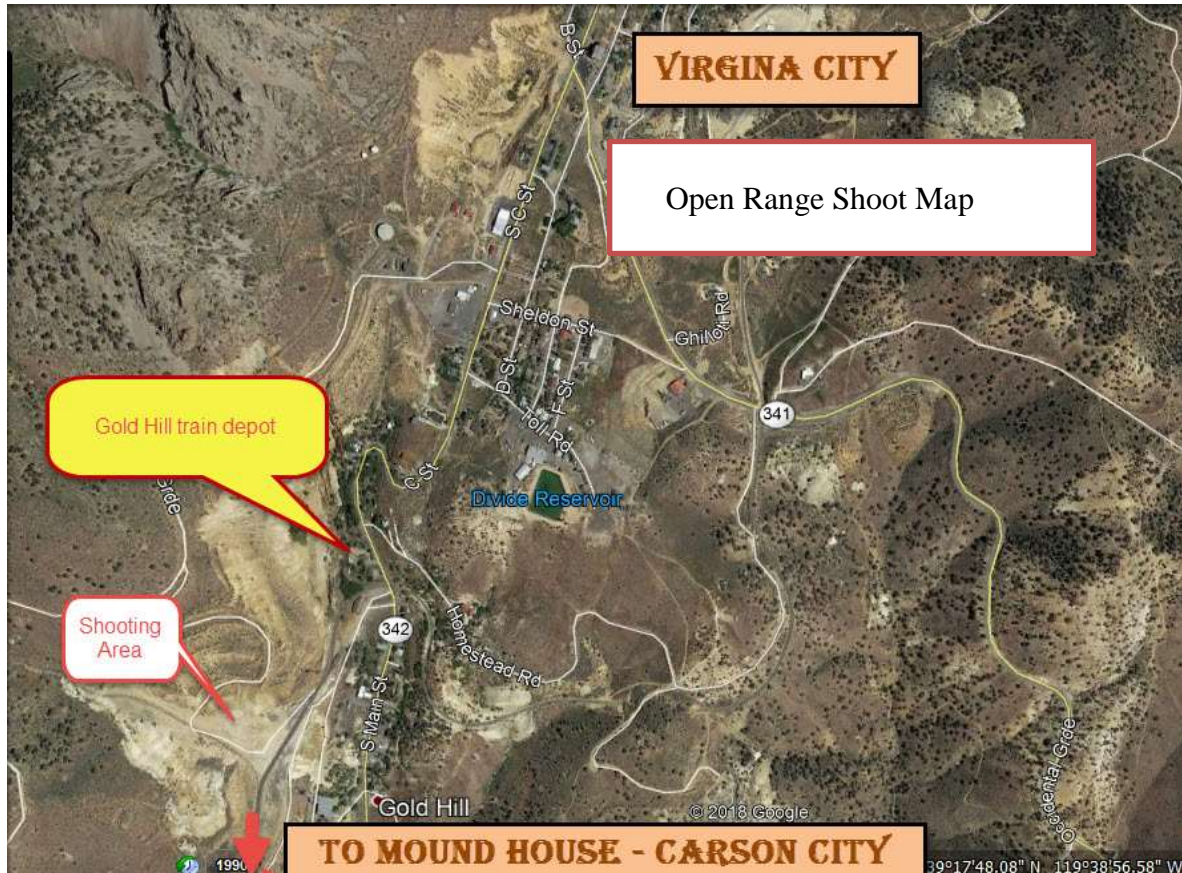 B St
VIRGINA CITY
Open Range Shoot Map
S C St
Sheldon St
D St
F St
Toll Rd
341
Gold Hill train depot
C St
Divide Reservoir
Grde
Shooting
Area
342
Homestead Rd
S Main St
Occidental Grde
Gold Hill
© 2018 Google
TO MOUND HOUSE - CARSON CITY
1990
39°17'48.08" N 119°38'56.58" W